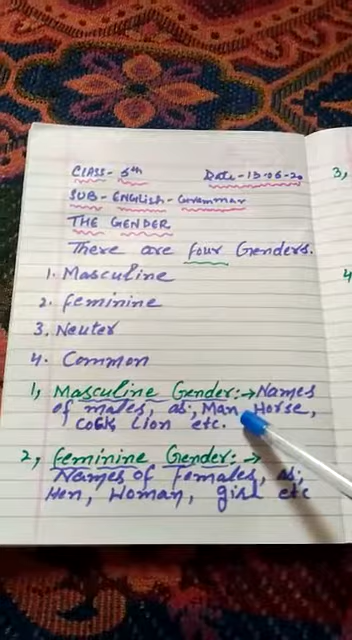 CLASS- 5th Date-13-06-20
SUB- ENGlish- Grammar
THE GENDER
There are four Genders.
1. Masculine
2. feminine
3. Neuter
4. Common
1, Masculine Gender:→ Names
of males, as, Man, Horse,
Cock, Lion etc.
2, feminine Gender:→
Names of females, as,
Hen, Woman, girl etc
3,
4